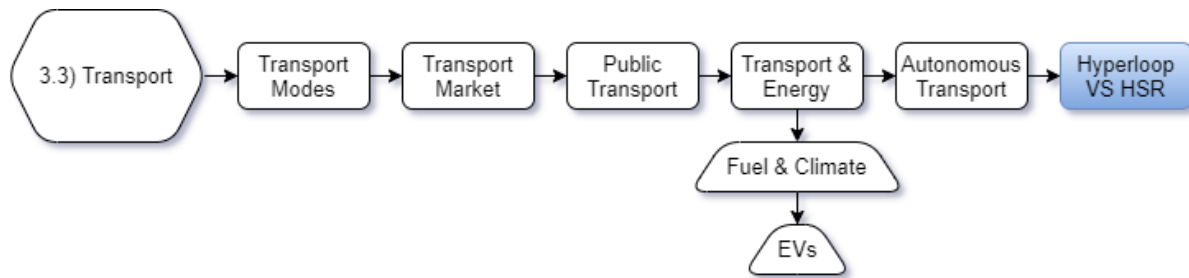 3.3) Transport
Transport
Modes
Transport
Market
Public
Transport
Transport &
Energy
Autonomous
Transport
Hyperloop
VS HSR
Fuel & Climate
EVs